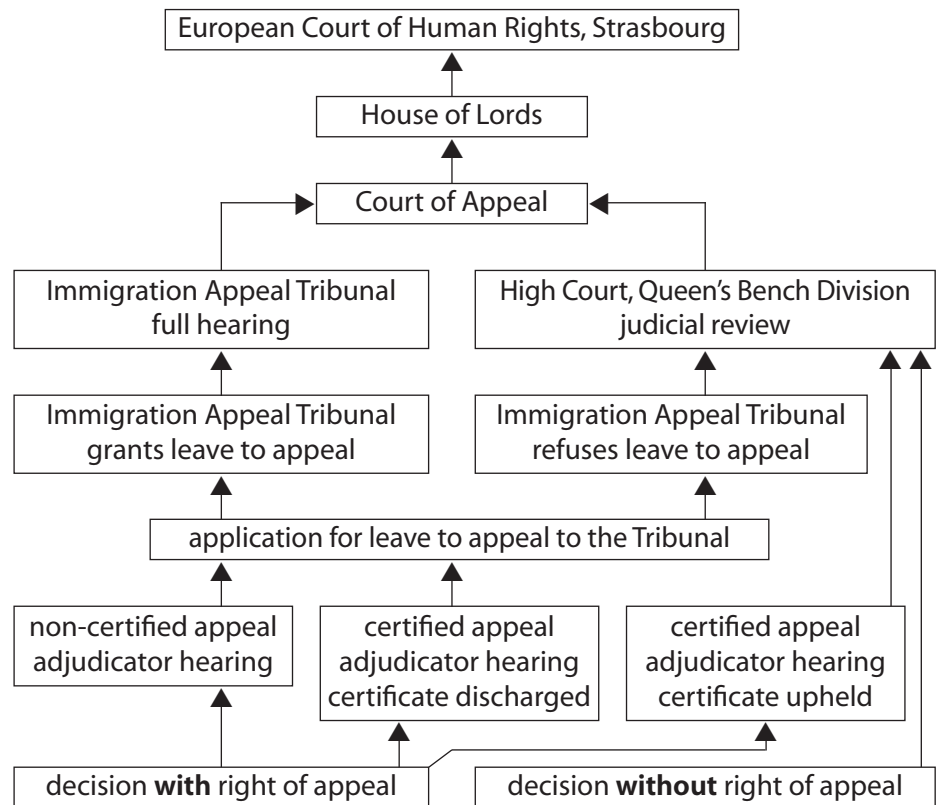 European Court of Human Rights, Strasbourg
House of Lords
Court of Appeal
Immigration Appeal Tribunal
full hearing
High Court, Queen's Bench Division
judicial review
Immigration Appeal Tribunal
grants leave to appeal
Immigration Appeal Tribunal
refuses leave to appeal
application for leave to appeal to the Tribunal
non-certified appeal
adjudicator hearing
certified appeal
adjudicator hearing
certificate discharged
certified appeal
adjudicator hearing
certificate upheld
decision with right of appeal
decision without right of appeal